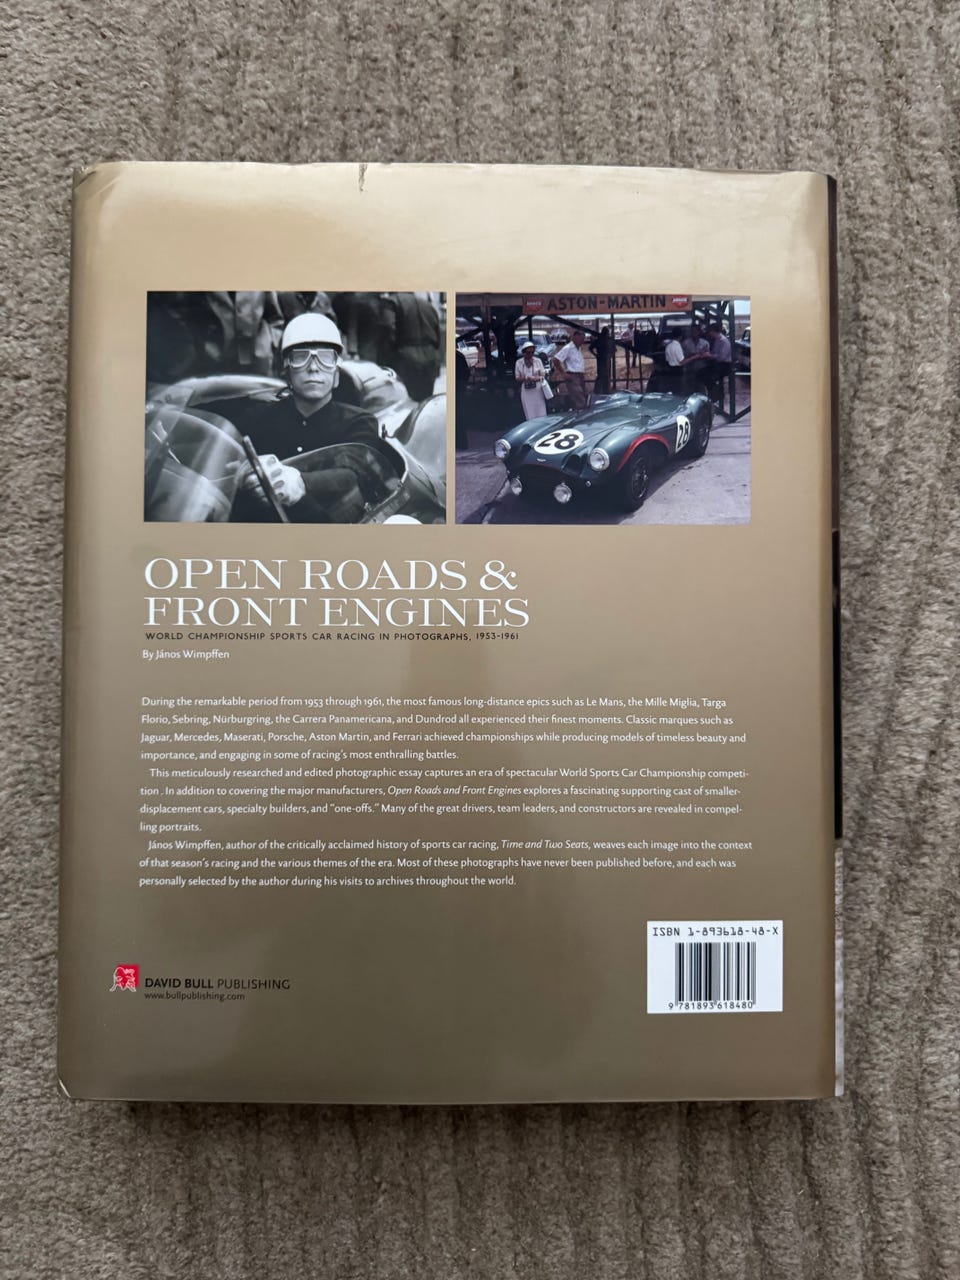 ASTON-MARTIN
28
28
OPEN ROADS &
FRONT ENGINES
WORLD CHAMPIONSHIP SPORTS CAR RACING IN PHOTOGRAPHS, 1953-1961
By János Wimpffen
During the remarkable period from 1953 through 1961, the most famous long-distance epics such as Le Mans, the Mille Miglia, Targa
Florio, Sebring, Nürburgring, the Carrera Panamericana, and Dundrod all experienced their finest moments. Classic marques such as
Jaguar, Mercedes, Maserati, Porsche, Aston Martin, and Ferrari achieved championships while producing models of timeless beauty and
importance, and engaging in some of racing's most enthralling battles.
This meticulously researched and edited photographic essay captures an era of spectacular World Sports Car Championship competi-
tion . In addition to covering the major manufacturers, Open Roads and Front Engines explores a fascinating supporting cast of smaller-
displacement cars, specialty builders, and "one-offs." Many of the great drivers, team leaders, and constructors are revealed in compel-
ling portraits.
János Wimpffen, author of the critically acclaimed history of sports car racing, Time and Two Seats, weaves each image into the context
of that season's racing and the various themes of the era. Most of these photographs have never been published before, and each was
personally selected by the author during his visits to archives throughout the world.
ISBN 1-893618-48-X
9 781893 618480
DAVID BULL PUBLISHING
www.bullpublishing.com